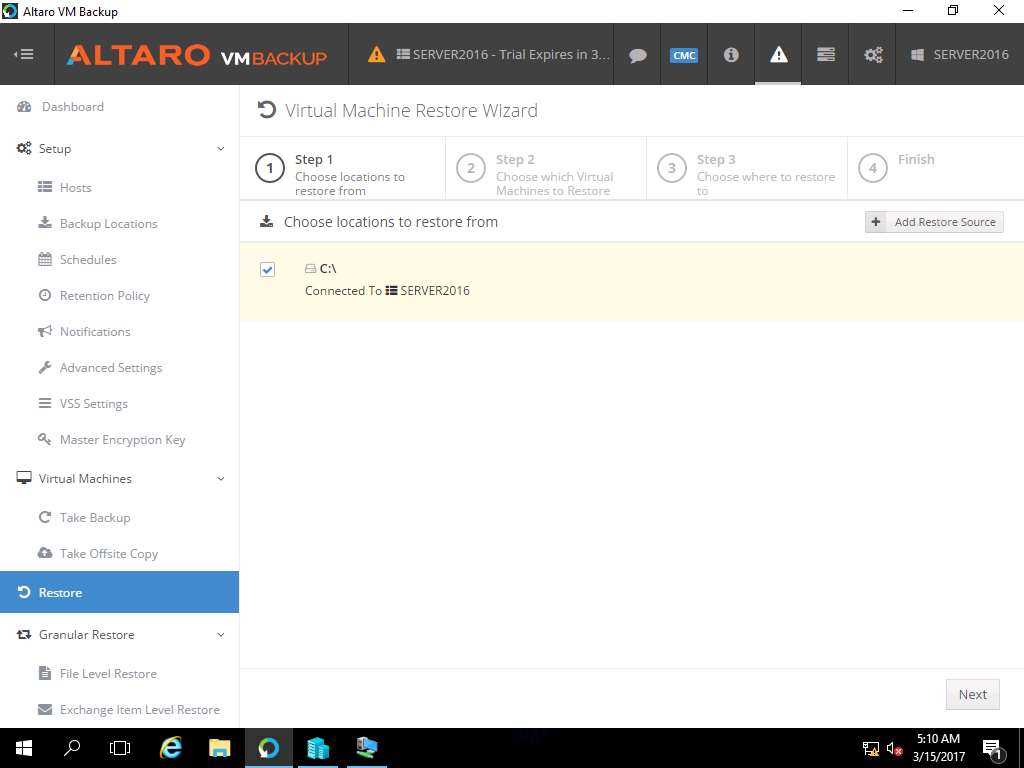 Altaro VM Backup
ALTARO VMBACKUP
SERVER2016 - Trial Expires in 3...
CMC
SERVER2016
Dashboard
Setup
Hosts
Backup Locations
Schedules
Retention Policy
Notifications
Advanced Settings
VSS Settings
Master Encryption Key
Virtual Machines
Take Backup
Take Offsite Copy
Restore
Granular Restore
File Level Restore
Exchange Item Level Restore
Virtual Machine Restore Wizard
1
Step 1
Choose locations to
restore from
2
Step 2
Choose which Virtual
Machines to Restore
3
Step 3
Choose where to restore
to
4
Finish
Choose locations to restore from
+ Add Restore Source
C:\
Connected To SERVER2016
Next
5:10 AM
3/15/2017
1